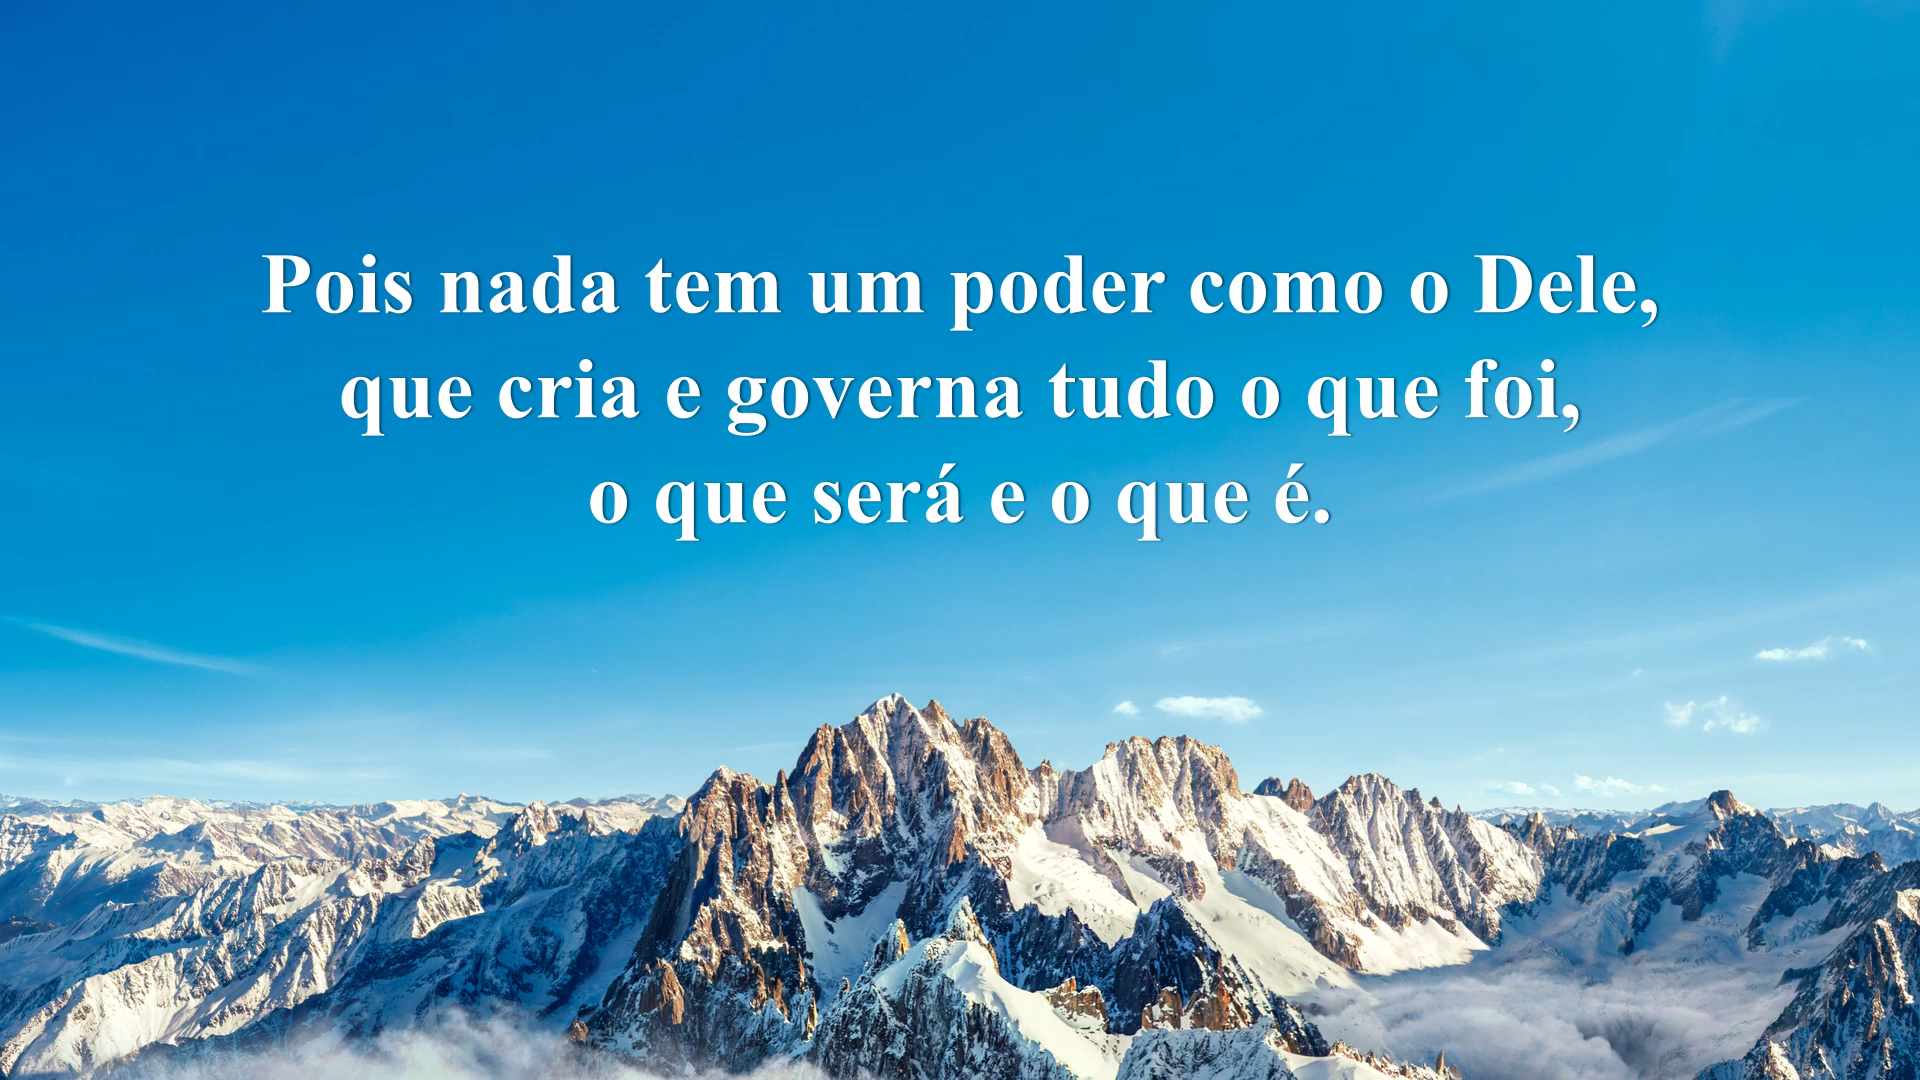 Pois nada tem um poder como o Dele,
que cria e governa tudo o que foi,
o que será e o que é.